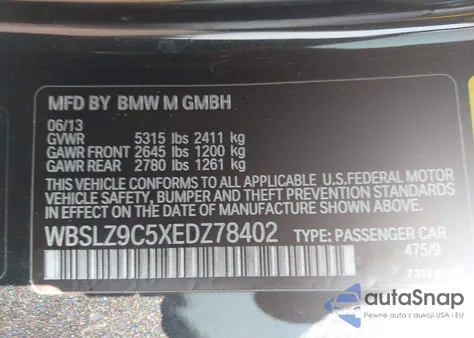 MFD BY BMW M GMBH
06/13
GVWR 5315 lbs 2411 kg
GAWR FRONT 2645 lbs 1200 kg
GAWR REAR 2780 lbs 1261 kg
THIS VEHICLE CONFORMS TO ALL APPLICABLE U.S.FEDERAL MOTOR
VEHICLE SAFETY, BUMPER AND THEFT PREVENTION STANDARDS
IN EFFECT ON THE DATE OF MANUFACTURE SHOWN ABOVE.
WBSLZ9C5XEDZ78402 TYPE: PASSENGER CAR
475/9
autaSnap
Pewne auta z ubezpieczeń USA i EU